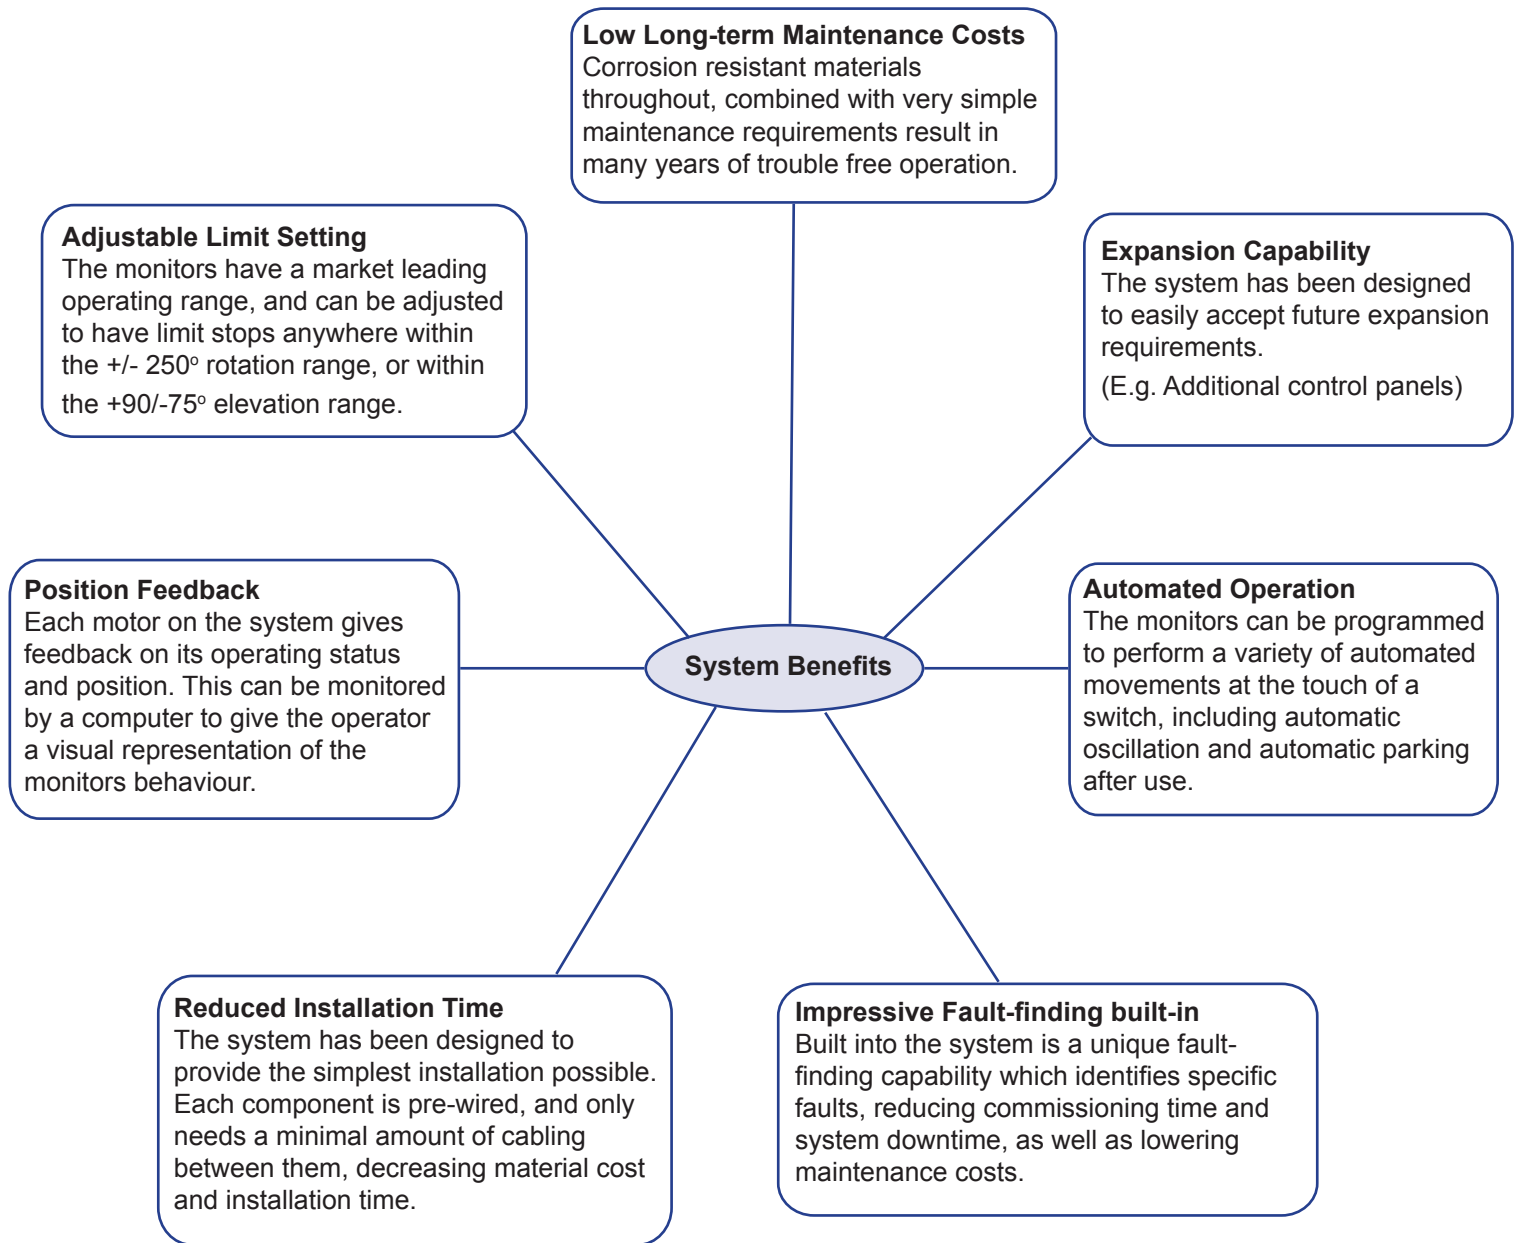 Low Long-term Maintenance Costs
Corrosion resistant materials
throughout, combined with very simple
maintenance requirements result in
many years of trouble free operation.
Adjustable Limit Setting
The monitors have a market leading
operating range, and can be adjusted
to have limit stops anywhere within
the +/- 250º rotation range, or within
the +90/-75º elevation range.
Expansion Capability
The system has been designed
to easily accept future expansion
requirements.
(E.g. Additional control panels)
Position Feedback
Each motor on the system gives
feedback on its operating status
and position. This can be monitored
by a computer to give the operator
a visual representation of the
monitors behaviour.
System Benefits
Automated Operation
The monitors can be programmed
to perform a variety of automated
movements at the touch of a
switch, including automatic
oscillation and automatic parking
after use.
Reduced Installation Time
The system has been designed to
provide the simplest installation possible.
Each component is pre-wired, and only
needs a minimal amount of cabling
between them, decreasing material cost
and installation time.
Impressive Fault-finding built-in
Built into the system is a unique fault-
finding capability which identifies specific
faults, reducing commissioning time and
system downtime, as well as lowering
maintenance costs.